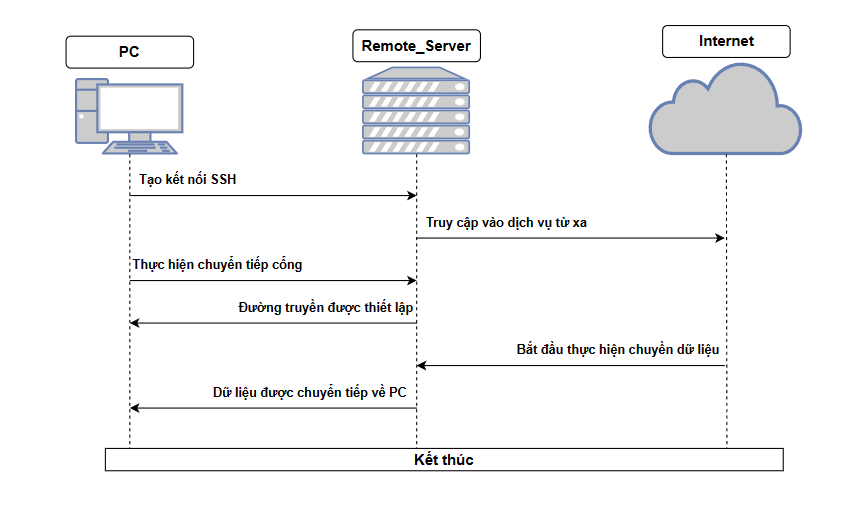 PC
Remote_Server
Internet
Tạo kết nối SSH
Truy cập vào dịch vụ từ xa
Thực hiện chuyển tiếp cổng
Đường truyền được thiết lập
Bắt đầu thực hiện chuyền dữ liệu
Dữ liệu được chuyển tiếp về PC
Kết thúc